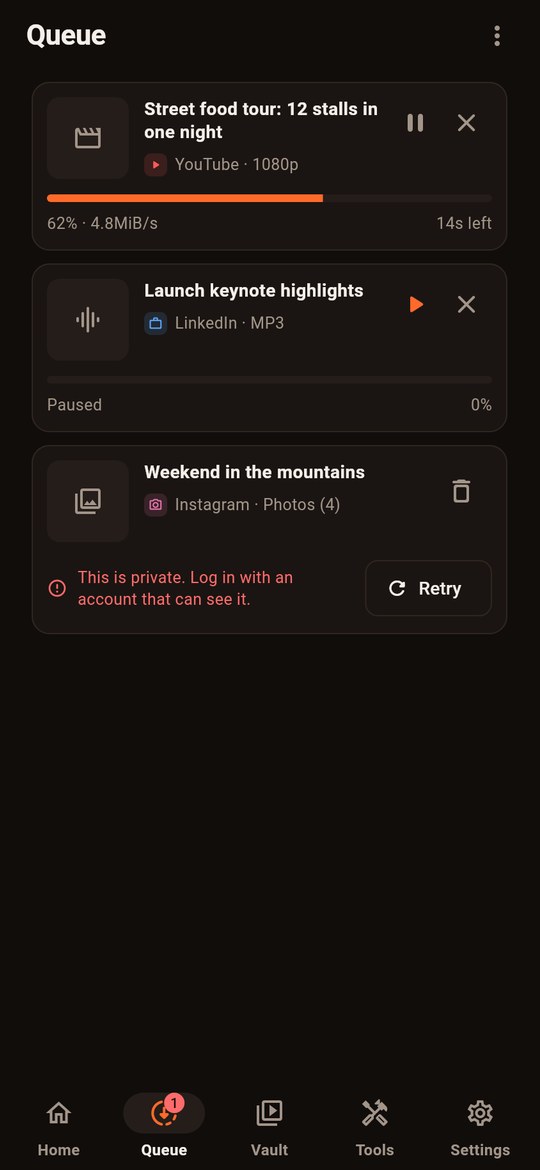 Queue
Street food tour: 12 stalls in
one night
YouTube · 1080p
62% · 4.8MiB/s
14s left
Launch keynote highlights
LinkedIn · MP3
Paused
0%
Weekend in the mountains
Instagram · Photos (4)
This is private. Log in with an
account that can see it.
Retry
1
Home
Queue
Vault
Tools
Settings